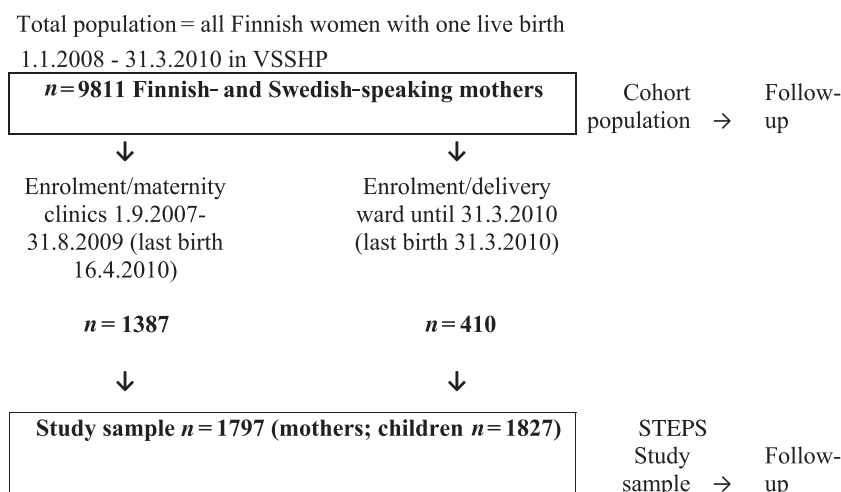 Total population = all Finnish women with one live birth
1.1.2008 - 31.3.2010 in VSSHP
n=9811 Finnish- and Swedish-speaking mothers
Cohort population → Follow-up
Enrolment/maternity
clinics 1.9.2007-
31.8.2009 (last birth
16.4.2010)
Enrolment/delivery
ward until 31.3.2010
(last birth 31.3.2010)
n = 1387
n = 410
Study sample n=1797 (mothers; children n=1827)
STEPS
Study
sample → Follow-
up